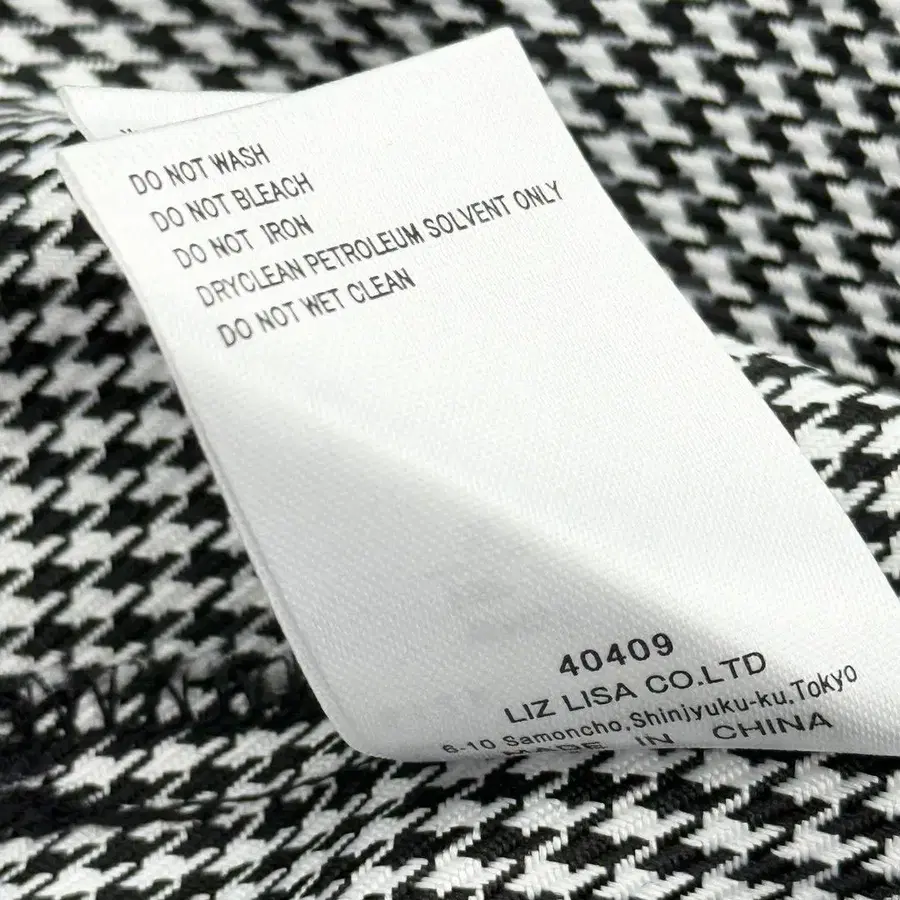 DO NOT WASH
DO NOT BLEACH
DO NOT IRON
DRYCLEAN PETROLEUM SOLVENT ONLY
DO NOT WET CLEAN
40409
LIZ LISA CO.LTD
6-10 Samoncho,Shinjyuku-ku,Tokyo
MADE IN CHINA